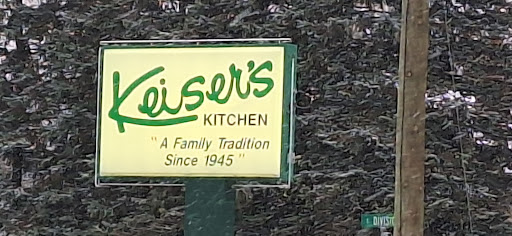 Keiser's
KITCHEN
"A Family Tradition
Since 1945"